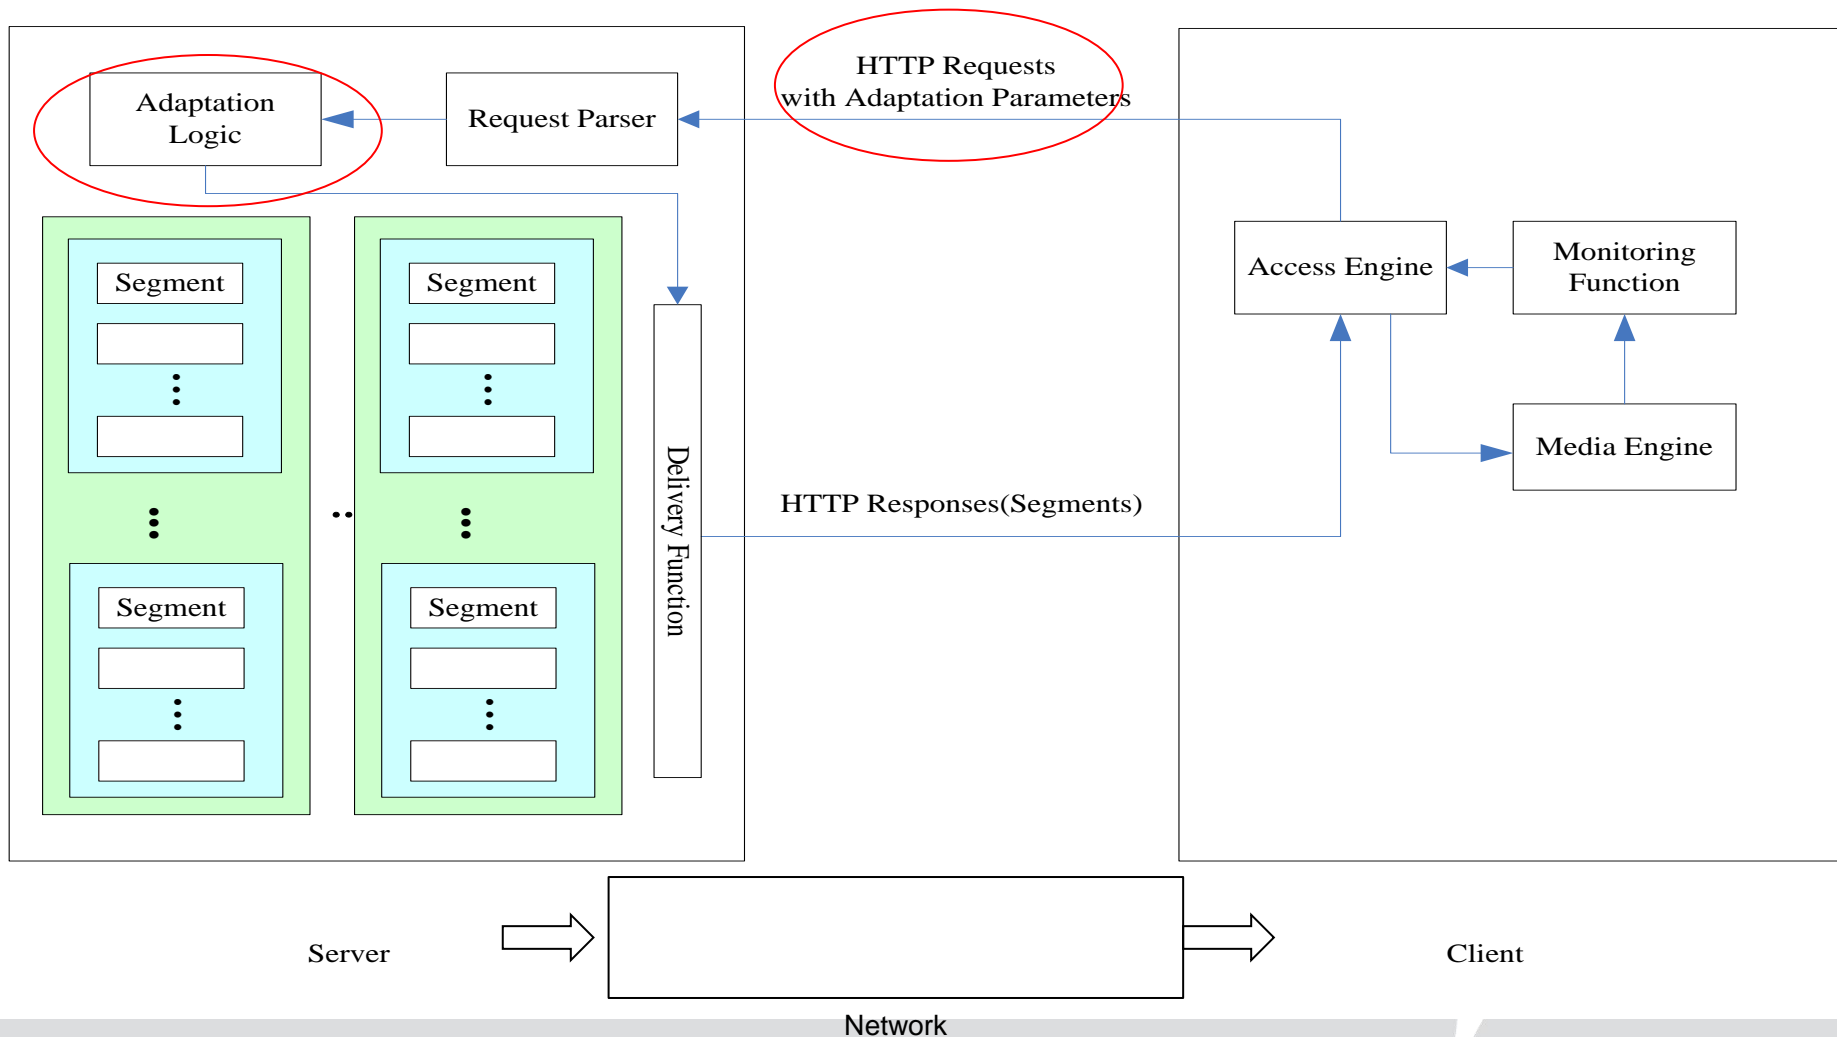 HTTP Requests
with Adaptation Parameters
Adaptation
Logic
Request Parser
Segment
Segment
Access Engine
Monitoring
Function
Media Engine
Delivery Function
HTTP Responses(Segments)
Segment
Segment
Server
Client
Network